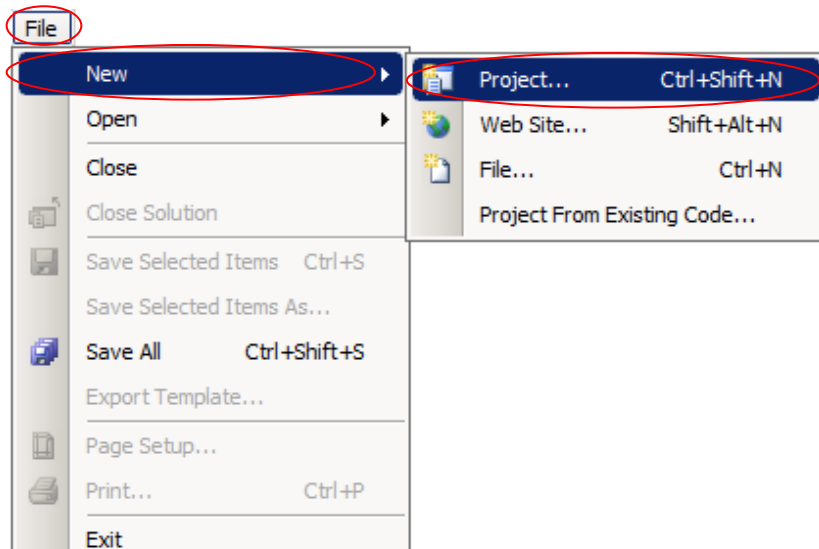 File
New
Project... Ctrl+Shift+N
Open
Web Site... Shift+Alt+N
Close
File... Ctrl+N
Close Solution
Project From Existing Code...
Save Selected Items Ctrl+S
Save Selected Items As...
Save All Ctrl+Shift+S
Export Template...
Page Setup...
Print... Ctrl+P
Exit